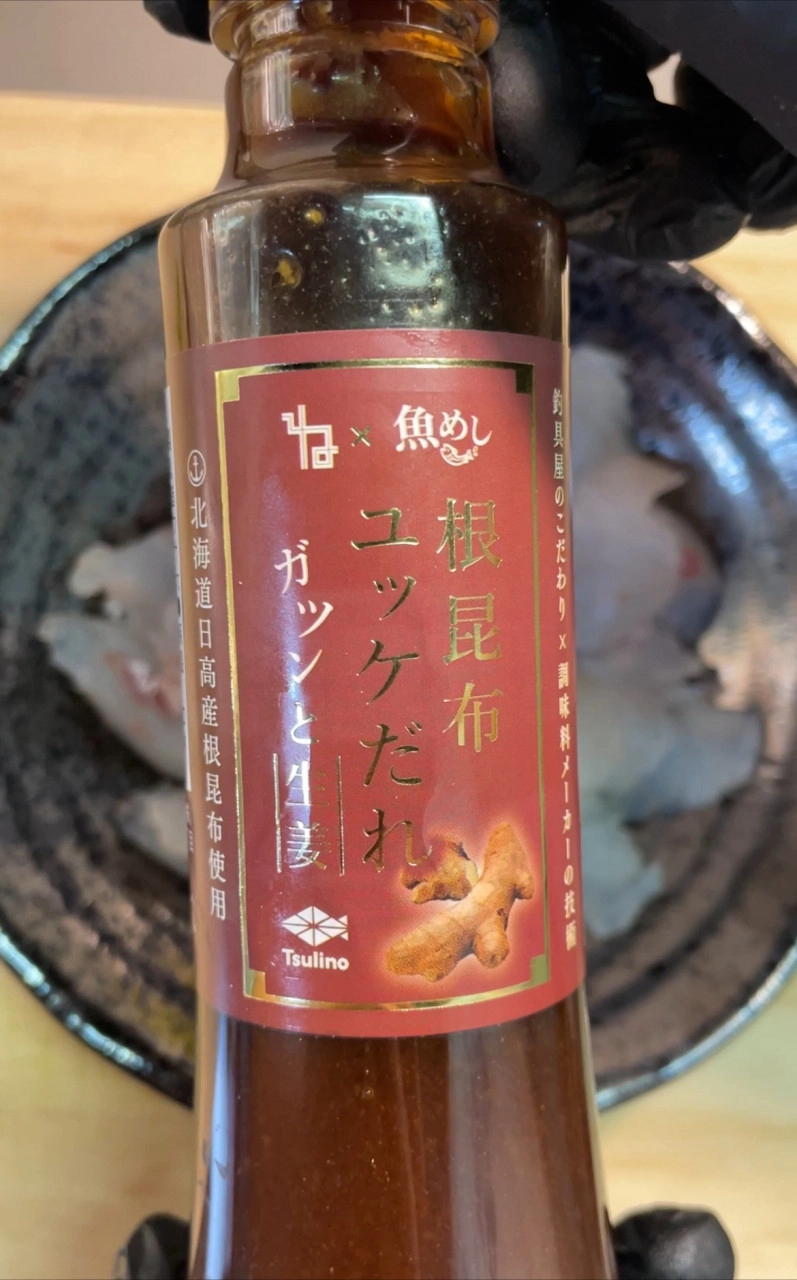 ね × 魚めし
根昆布
ユッケだれ
ガツンと生姜
Tsulino
釣具屋のこだわり×調味料メーカーの技術
北海道日高産根昆布使用